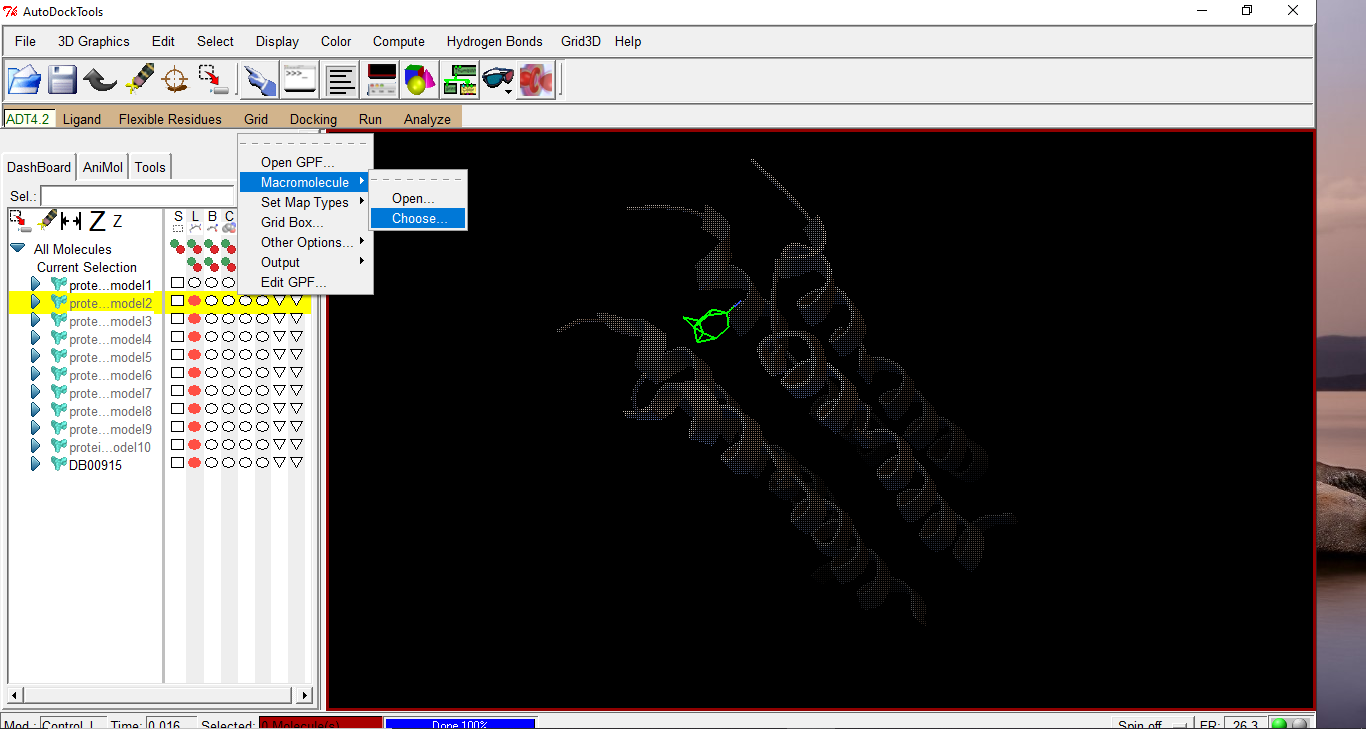 AutoDockTools
File 3D Graphics Edit Select Display Color Compute Hydrogen Bonds Grid3D Help
>>>_
ADT4.2 Ligand Flexible Residues Grid Docking Run Analyze
Open GPF...
Macromolecule
Set Map Types
Grid Box...
Other Options...
Output
Edit GPF...
Open...
Choose...
DashBoard AniMol Tools
Sel.:
Z Z S L B C
All Molecules
Current Selection
prote...model1
prote...model2
prote...model3
prote...model4
prote...model5
prote...model6
prote...model7
prote...model8
prote...model9
protei...odel10
DB00915
Mod.: Control_L Time: 0.016 Selected: 0 Molecule(s) Done 100% Spin off FR: 26.3